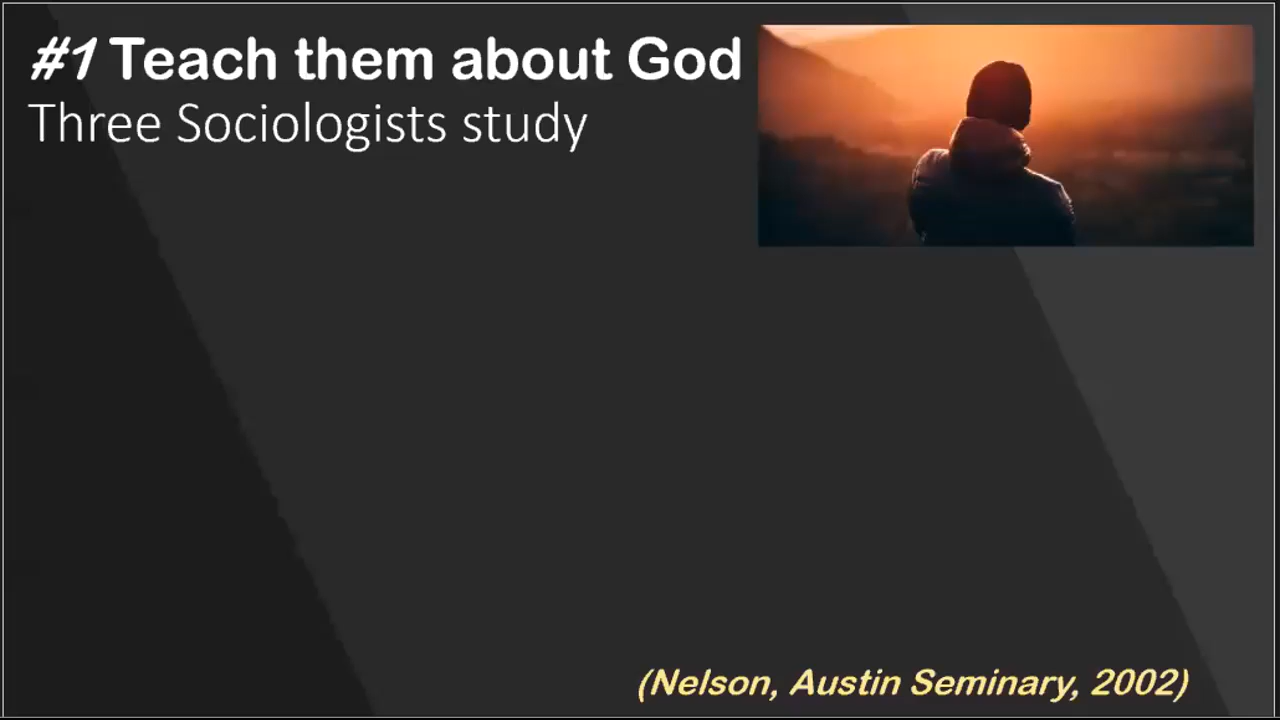 #1 Teach them about God
Three Sociologists study
(Nelson, Austin Seminary, 2002)